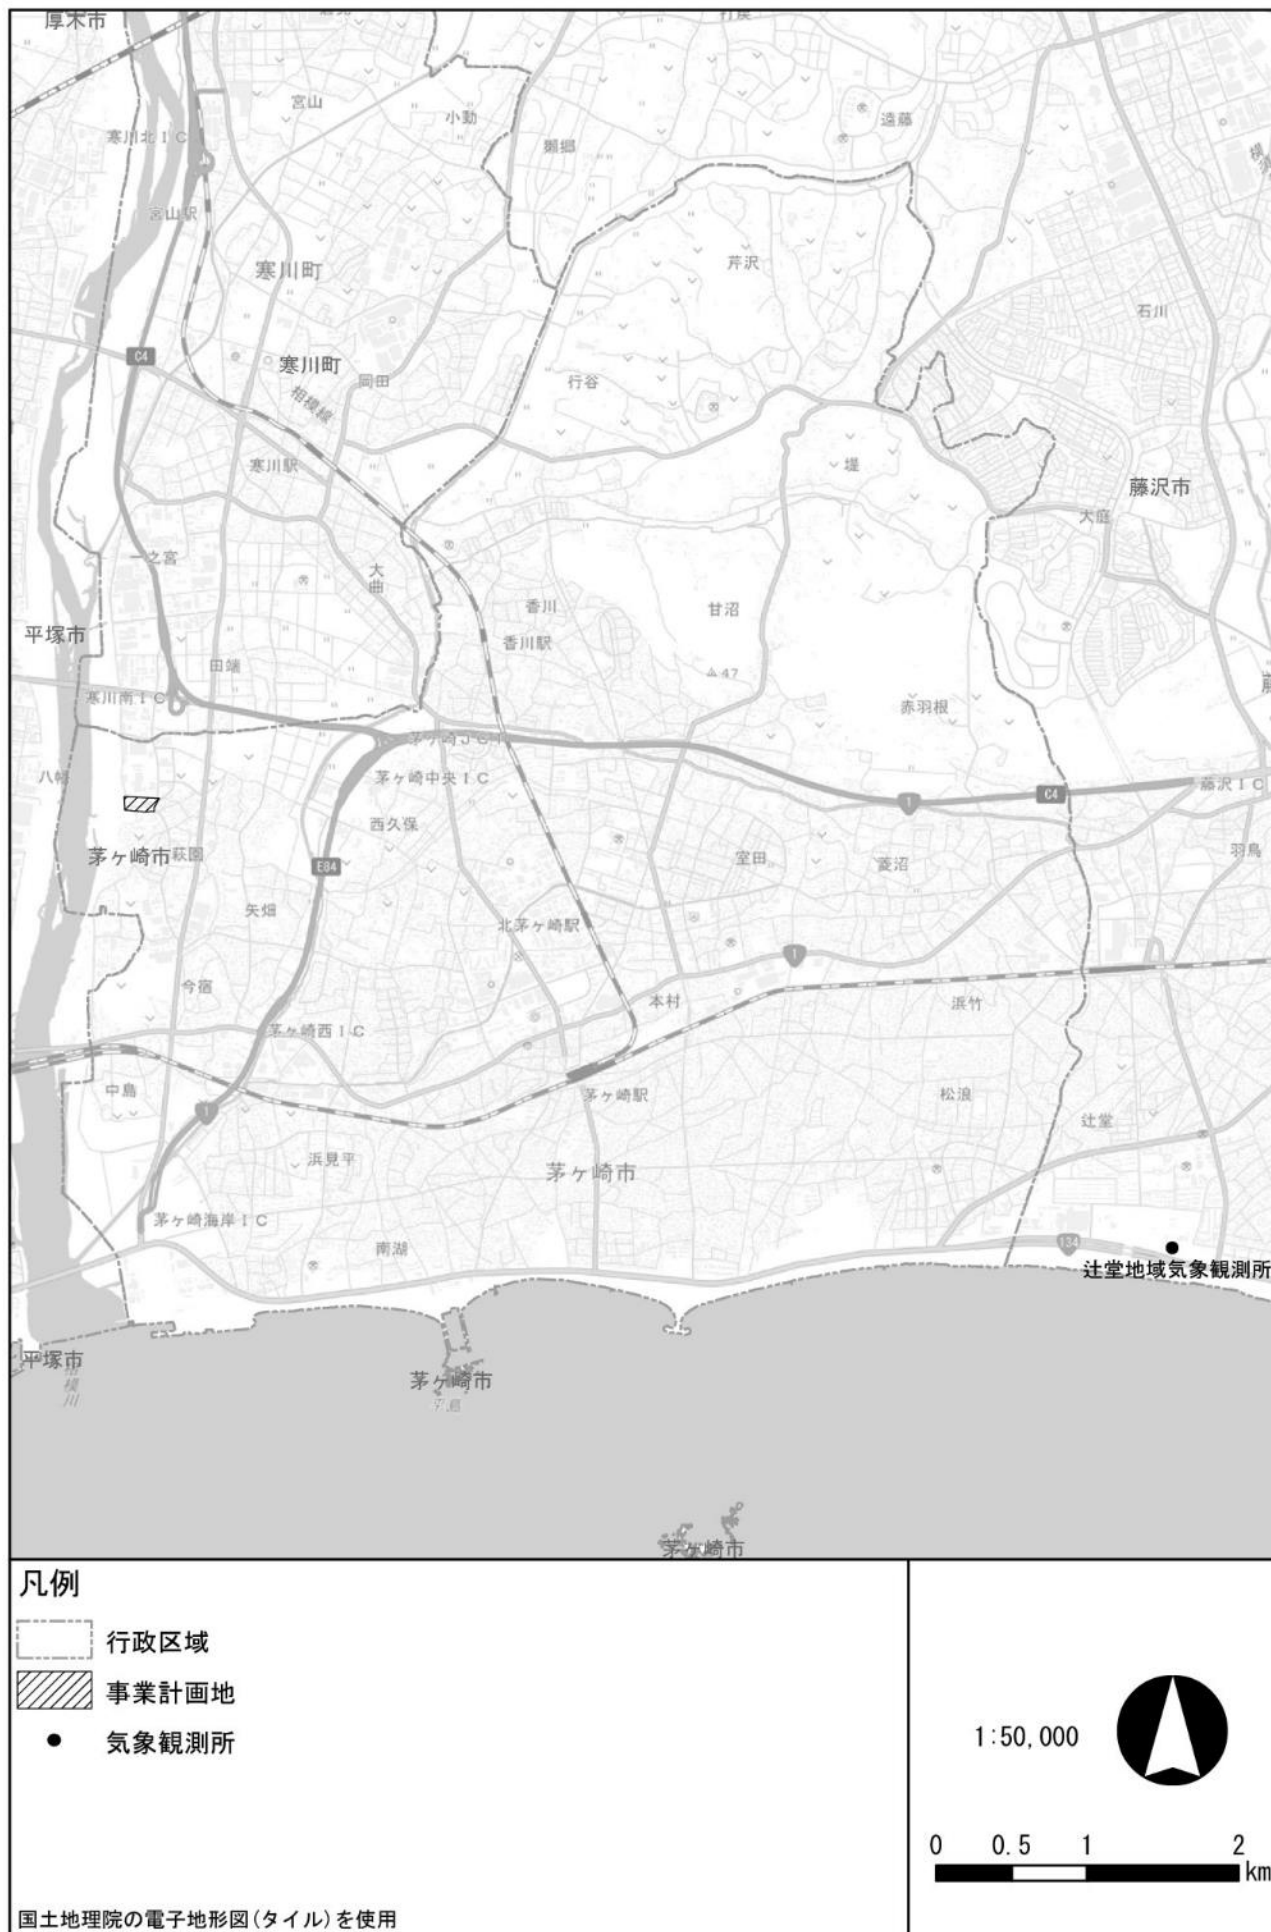 厚木市
打戻
宮山
小動
遠藤
寒川北IC
獺郷
宮山駅
芹沢
寒川町
石川
C4
寒川町
岡田
行谷
相模線
寒川駅
堤
藤沢市
大庭
一之宮
大曲
香川
甘沼
平塚市
香川駅
田端
47
寒川南IC
赤羽根
茅ヶ崎JCT
八幡
茅ヶ崎中央IC
藤沢IC
C4
1
西久保
茅ヶ崎市
萩園
E84
室田
菱沼
羽鳥
矢畑
北茅ヶ崎駅
1
今宿
本村
浜竹
茅ヶ崎西IC
中島
茅ヶ崎駅
松浪
1
辻堂
浜見平
茅ヶ崎市
茅ヶ崎海岸IC
南湖
134
辻堂地域気象観測所
平塚市
相模川
茅ヶ崎市
平島
茅ヶ崎市
凡例
行政区域
事業計画地
気象観測所
1:50,000
0 0.5 1 2
km
国土地理院の電子地形図(タイル)を使用